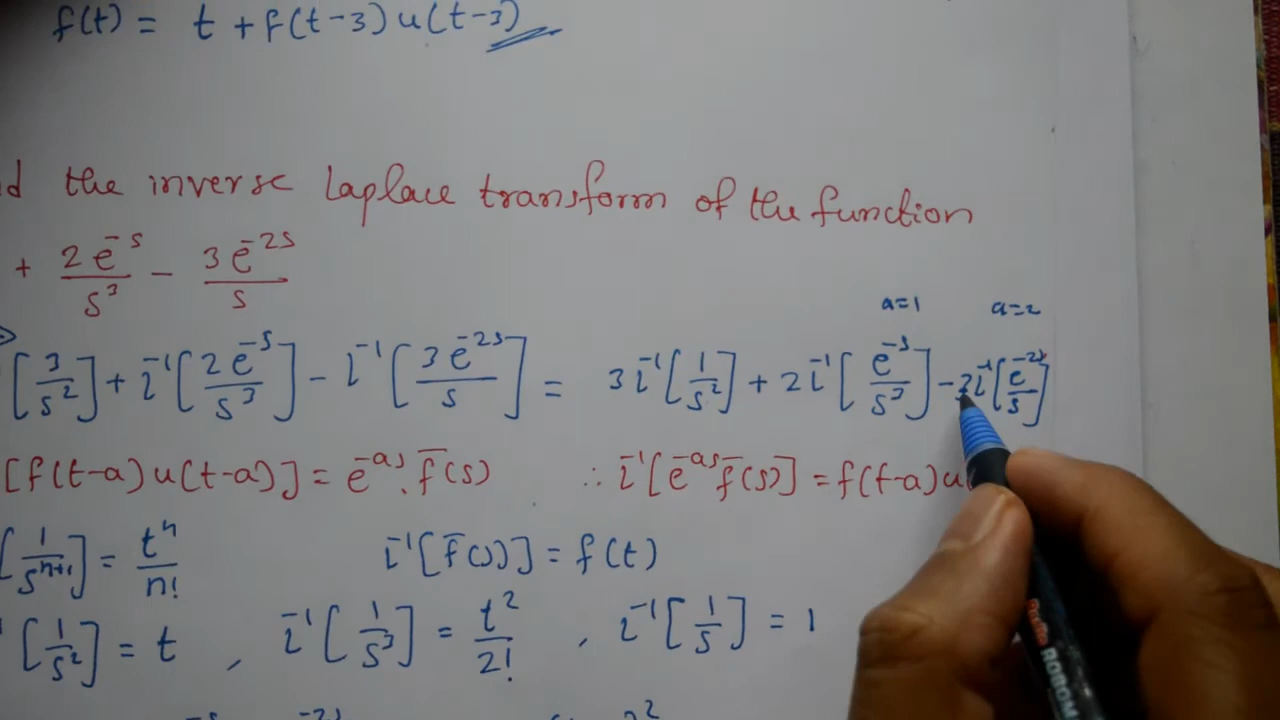 f(t) = t + f(t-3) u(t-3)
the inverse Laplace transform of the function
+ 2e^-s/s^3 - 3e^-2s/s
a=1 a=2
[3/s^2] + L^-1[2e^-s/s^3] - L^-1[3e^-2s/s] = 3L^-1[1/s^2] + 2L^-1[e^-s/s^3] - 3L^-1[e^-2s/s]
[f(t-a)u(t-a)] = e^-as . f̄(s) ∴ L^-1[e^-as f̄(s)] = f(t-a)u
[1/s^n+1] = t^n/n! L^-1[f̄(s)] = f(t)
[1/s^2] = t , L^-1[1/s^3] = t^2/2! , L^-1[1/s] = 1
ROBOM